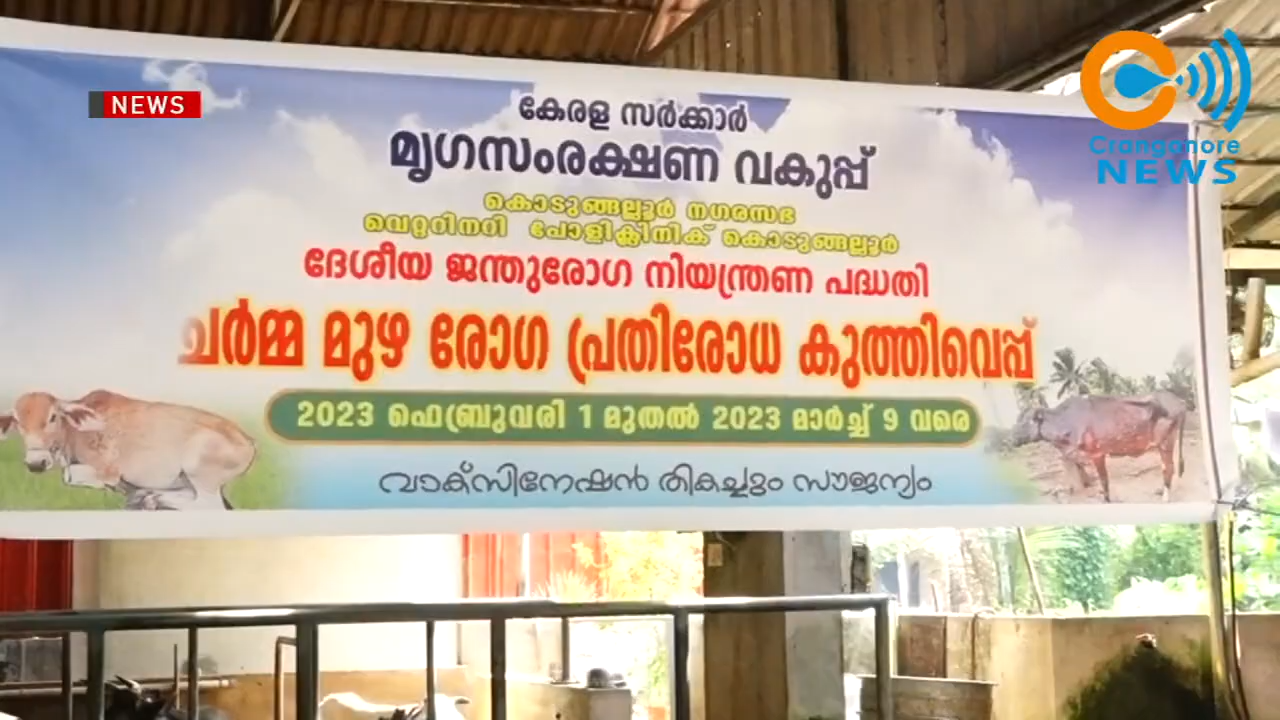 NEWS
Cranganore
NEWS
കേരള സർക്കാർ
മൃഗസംരക്ഷണ വകുപ്പ്
കൊടുങ്ങല്ലൂർ നഗരസഭ
വെറ്ററിനറി പോളിക്ലിനിക് കൊടുങ്ങല്ലൂർ
ദേശീയ ജന്തുരോഗ നിയന്ത്രണ പദ്ധതി
ചർമ്മ മുഴ രോഗ പ്രതിരോധ കുത്തിവെപ്പ്
2023 ഫെബ്രുവരി 1 മുതൽ 2023 മാർച്ച് 9 വരെ
വാക്സിനേഷൻ തികച്ചും സൗജന്യം